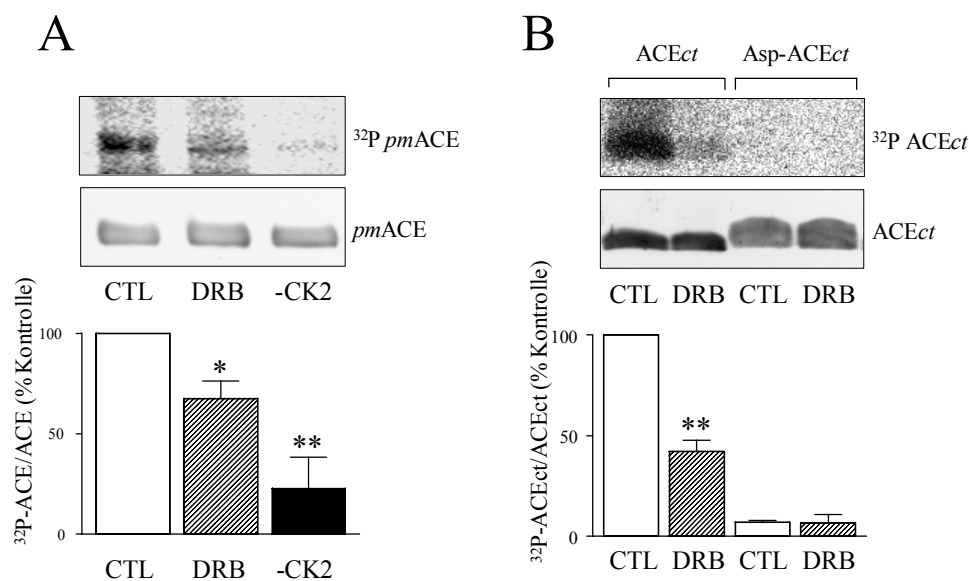 A
³²P pmACE
pmACE
CTL DRB -CK2
³²P-ACE/ACE (% Kontrolle)
100
50
0
*
**
CTL DRB -CK2
B
ACEct Asp-ACEct
³²P ACEct
ACEct
CTL DRB CTL DRB
³²P-ACEct/ACEct (% Kontrolle)
100
50
0
**
CTL DRB CTL DRB